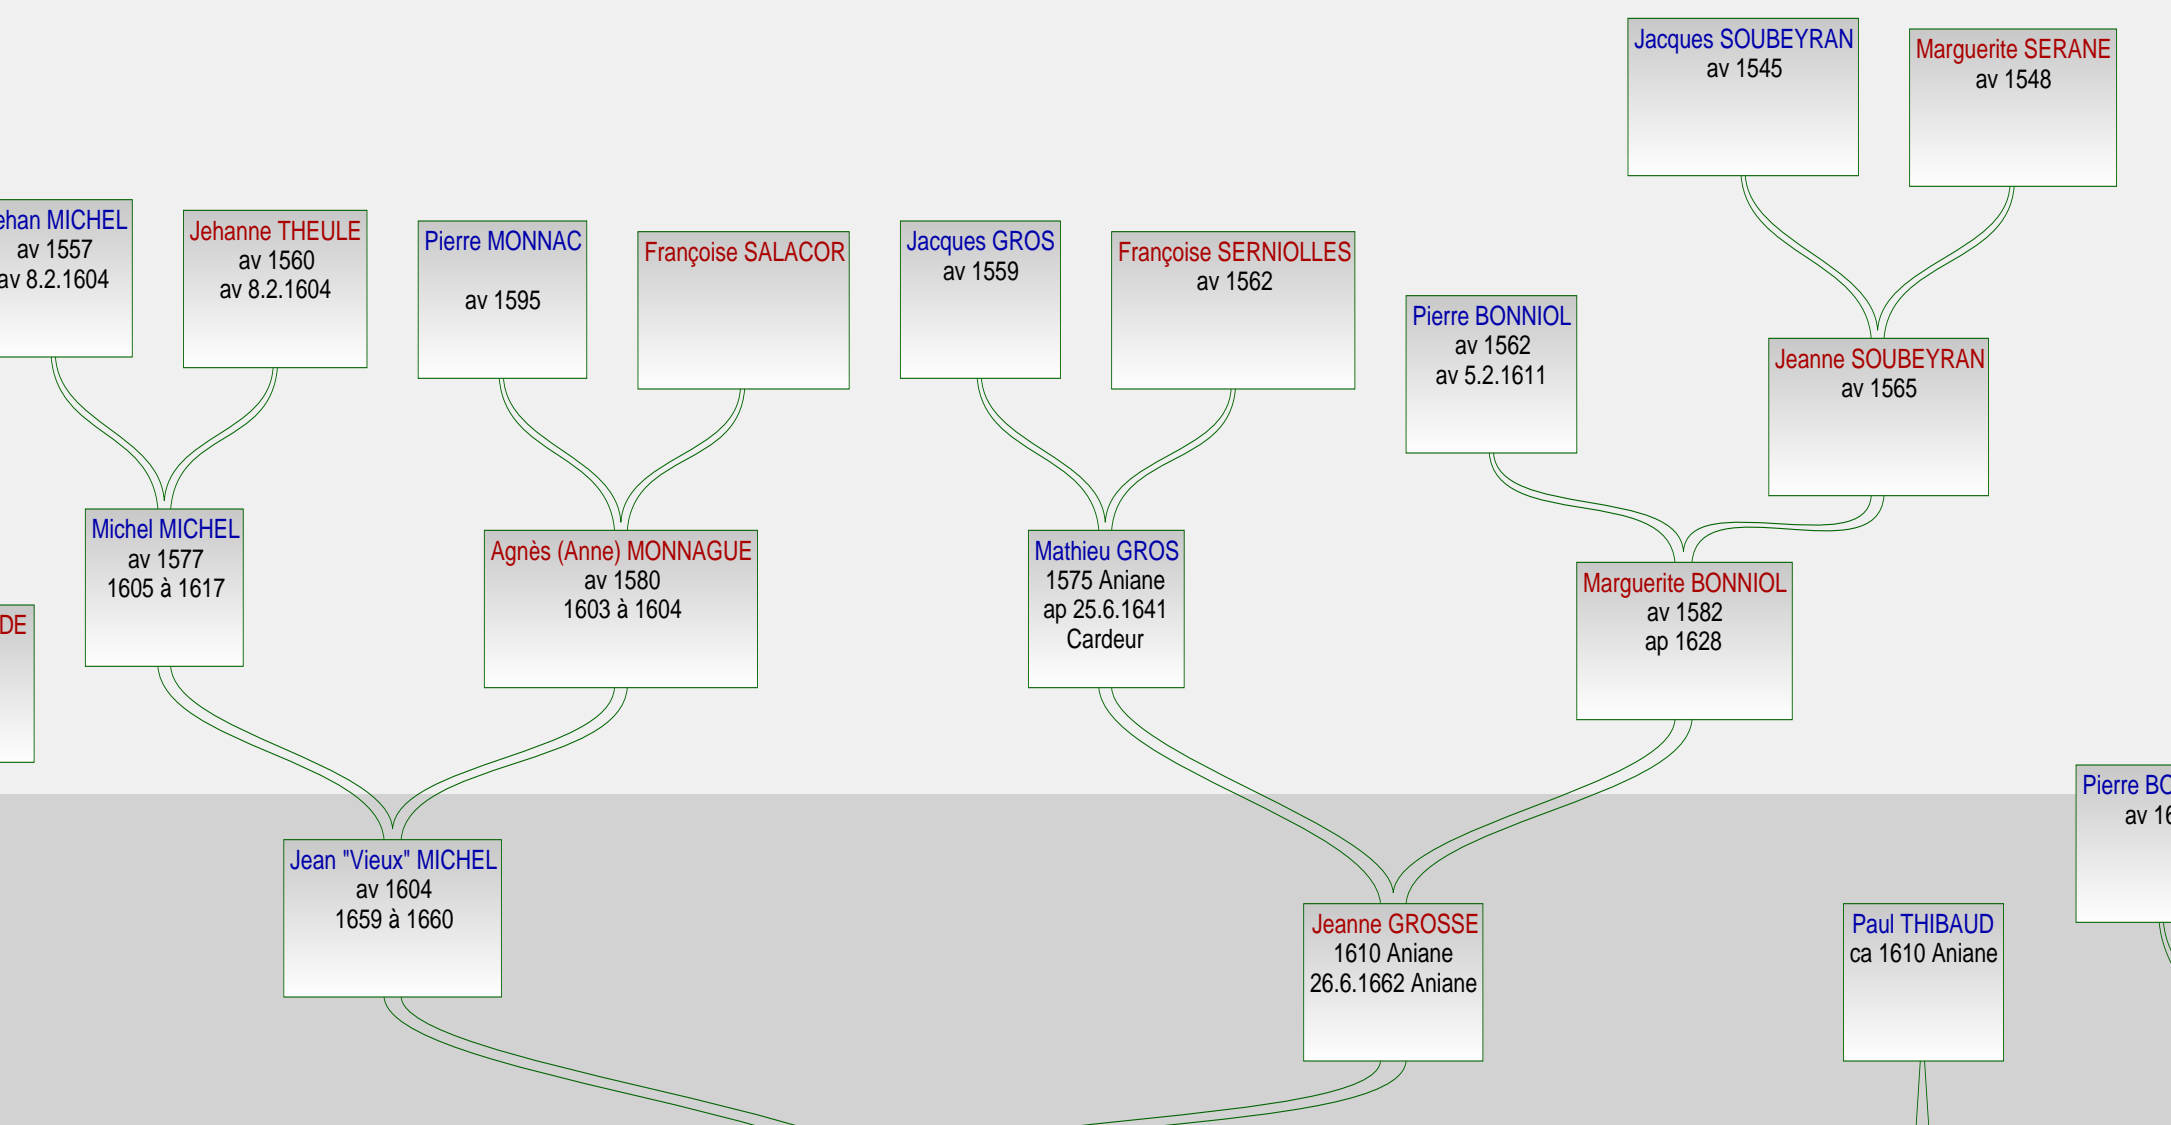 Jacques SOUBEYRAN
av 1545
Marguerite SERANE
av 1548
ehan MICHEL
av 1557
av 8.2.1604
Jehanne THEULE
av 1560
av 8.2.1604
Pierre MONNAC
av 1595
Françoise SALACOR
Jacques GROS
av 1559
Françoise SERNIOLLES
av 1562
Pierre BONNIOL
av 1562
av 5.2.1611
Jeanne SOUBEYRAN
av 1565
Michel MICHEL
av 1577
1605 à 1617
Agnès (Anne) MONNAGUE
av 1580
1603 à 1604
Mathieu GROS
1575 Aniane
ap 25.6.1641
Cardeur
Marguerite BONNIOL
av 1582
ap 1628
DE
Pierre BO
av 16
Jean "Vieux" MICHEL
av 1604
1659 à 1660
Jeanne GROSSE
1610 Aniane
26.6.1662 Aniane
Paul THIBAUD
ca 1610 Aniane